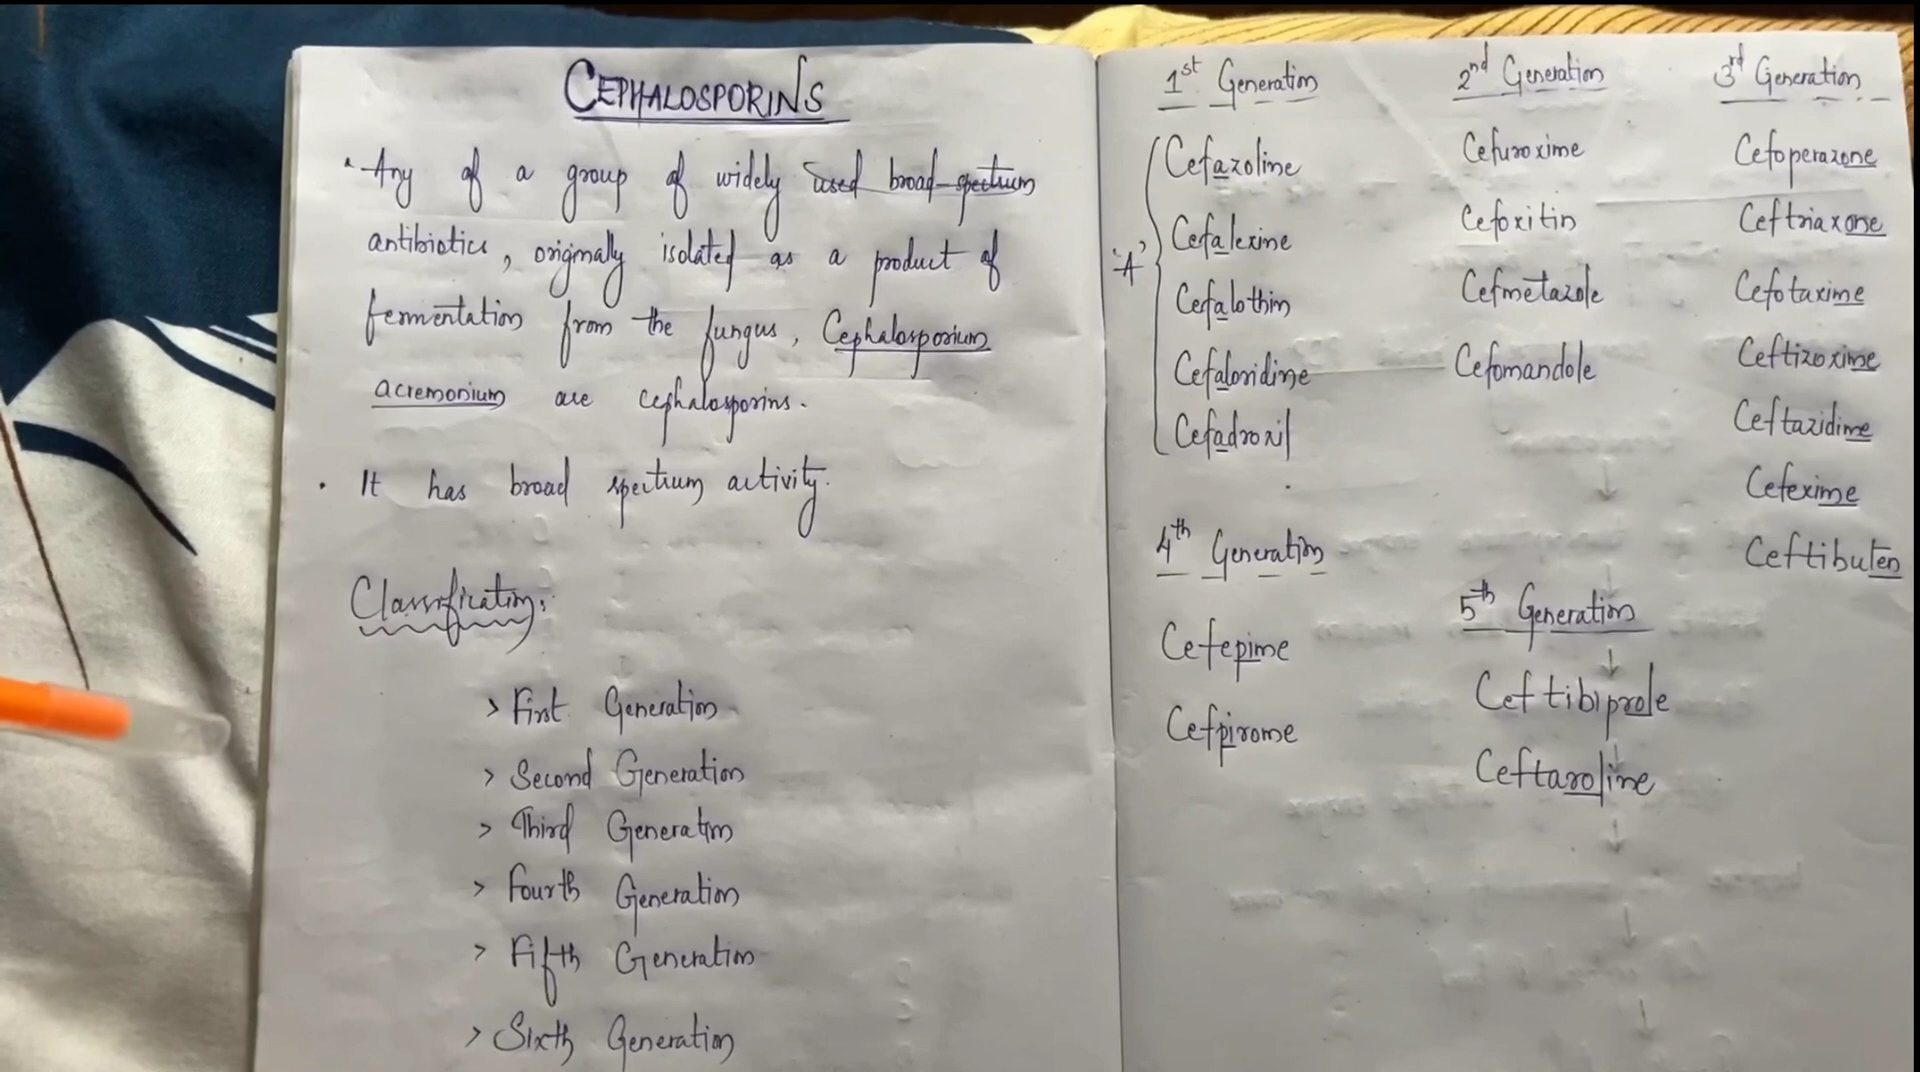 CEPHALOSPORINS
Any of a group of widely used broad-spectrum
antibiotics, originally isolated as a product of
fermentation from the fungus, Cephalosporium
acremonium are cephalosporins.
It has broad spectrum activity.
Classification:
> First Generation
> Second Generation
> Third Generation
> Fourth Generation
> Fifth Generation
> Sixth Generation
1st Generation
'A'
Cefazoline
Cefalexine
Cefalothin
Cefaloridine
Cefadroxil
2nd Generation
Cefuroxime
Cefoxitin
Cefmetazole
Cefomandole
3rd Generation
Cefoperazone
Ceftriaxone
Cefotaxime
Ceftizoxime
Ceftazidime
Cefexime
Ceftibuten
4th Generation
Cefepime
Cefpirome
5th Generation
Ceftibiprole
Ceftaroline